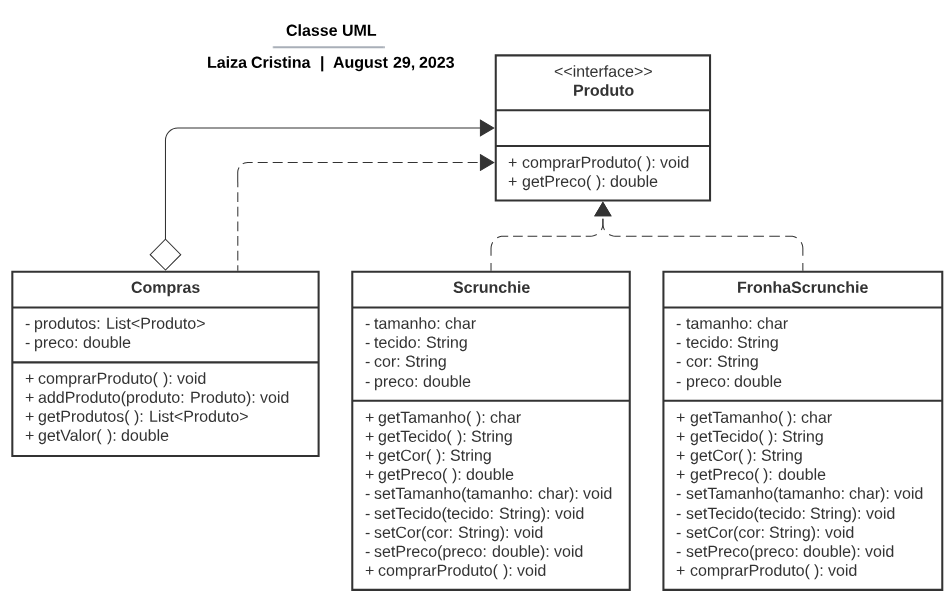 Classe UML
Laiza Cristina | August 29, 2023
<<interface>>
Produto
+ comprarProduto( ): void
+ getPreco( ): double
Compras
- produtos: List<Produto>
- preco: double
+ comprarProduto( ): void
+ addProduto(produto: Produto): void
+ getProdutos( ): List<Produto>
+ getValor( ): double
Scrunchie
- tamanho: char
- tecido: String
- cor: String
- preco: double
+ getTamanho( ): char
+ getTecido( ): String
+ getCor( ): String
+ getPreco( ): double
- setTamanho(tamanho: char): void
- setTecido(tecido: String): void
- setCor(cor: String): void
- setPreco(preco: double): void
+ comprarProduto( ): void
FronhaScrunchie
- tamanho: char
- tecido: String
- cor: String
- preco: double
+ getTamanho( ): char
+ getTecido( ): String
+ getCor( ): String
+ getPreco( ): double
- setTamanho(tamanho: char): void
- setTecido(tecido: String): void
- setCor(cor: String): void
- setPreco(preco: double): void
+ comprarProduto( ): void